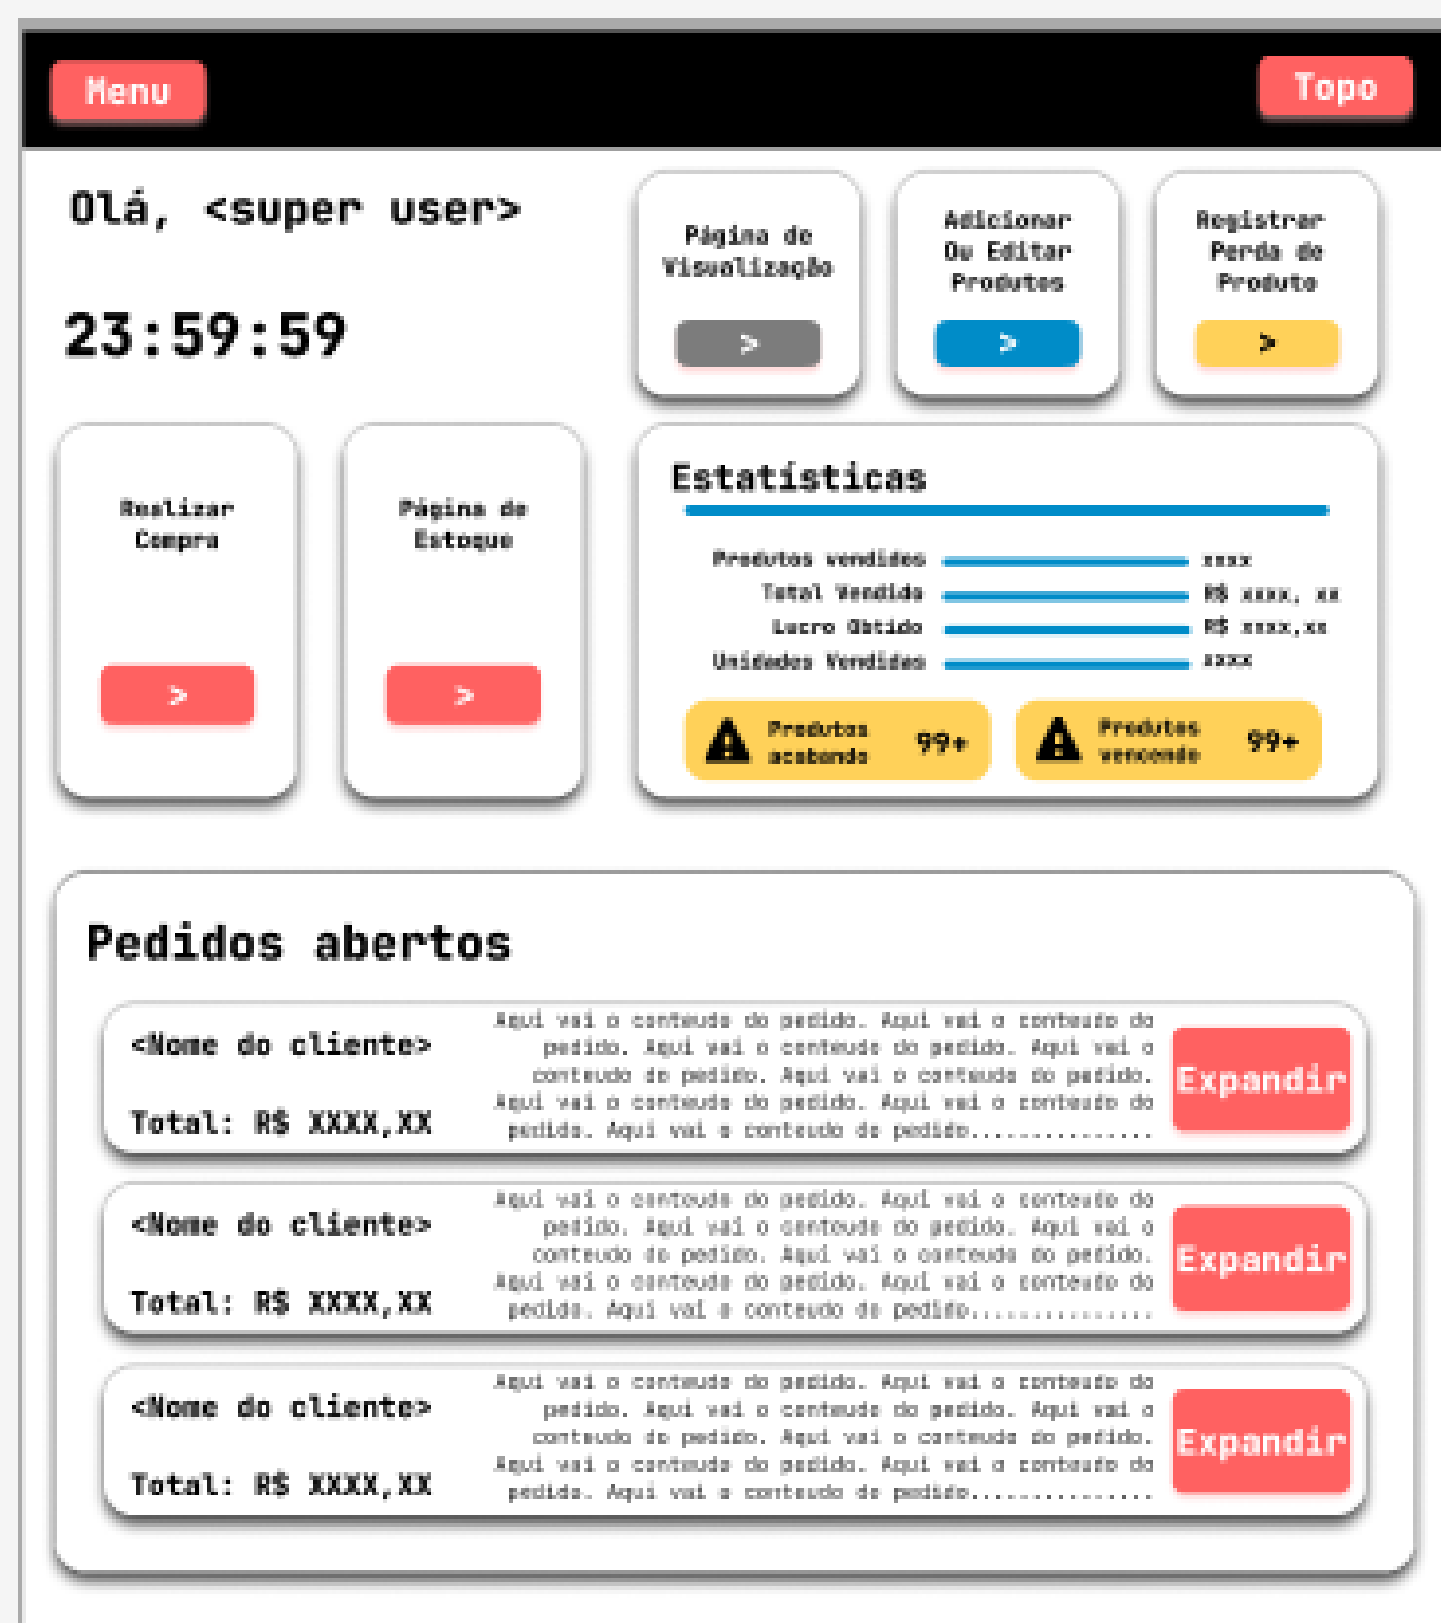 Menu
Topo
Olá, <super user>
23:59:59
Página de
Visualização
>
Adicionar
Ou Editar
Produtos
>
Registrar
Perda de
Produto
>
Realizar
Compra
>
Página de
Estoque
>
Estatísticas
Produtos vendidos xxxx
Total Vendido R$ xxxx, xx
Lucro Obtido R$ xxxx,xx
Unidades Vendidas xxxx
Produtos
acabando
99+
Produtos
vencendo
99+
Pedidos abertos
<Nome do cliente>
Total: R$ XXXX,XX
Aqui vai o conteudo do pedido. Aqui vai o conteudo do
pedido. Aqui vai o conteudo do pedido. Aqui vai o
conteudo do pedido. Aqui vai o conteudo do pedido.
Aqui vai o conteudo do pedido. Aqui vai o conteudo do
pedido. Aqui vai o conteudo do pedido...............
Expandir
<Nome do cliente>
Total: R$ XXXX,XX
Aqui vai o conteudo do pedido. Aqui vai o conteudo do
pedido. Aqui vai o conteudo do pedido. Aqui vai o
conteudo do pedido. Aqui vai o conteudo do pedido.
Aqui vai o conteudo do pedido. Aqui vai o conteudo do
pedido. Aqui vai o conteudo do pedido...............
Expandir
<Nome do cliente>
Total: R$ XXXX,XX
Aqui vai o conteudo do pedido. Aqui vai o conteudo do
pedido. Aqui vai o conteudo do pedido. Aqui vai o
conteudo do pedido. Aqui vai o conteudo do pedido.
Aqui vai o conteudo do pedido. Aqui vai o conteudo do
pedido. Aqui vai o conteudo do pedido...............
Expandir